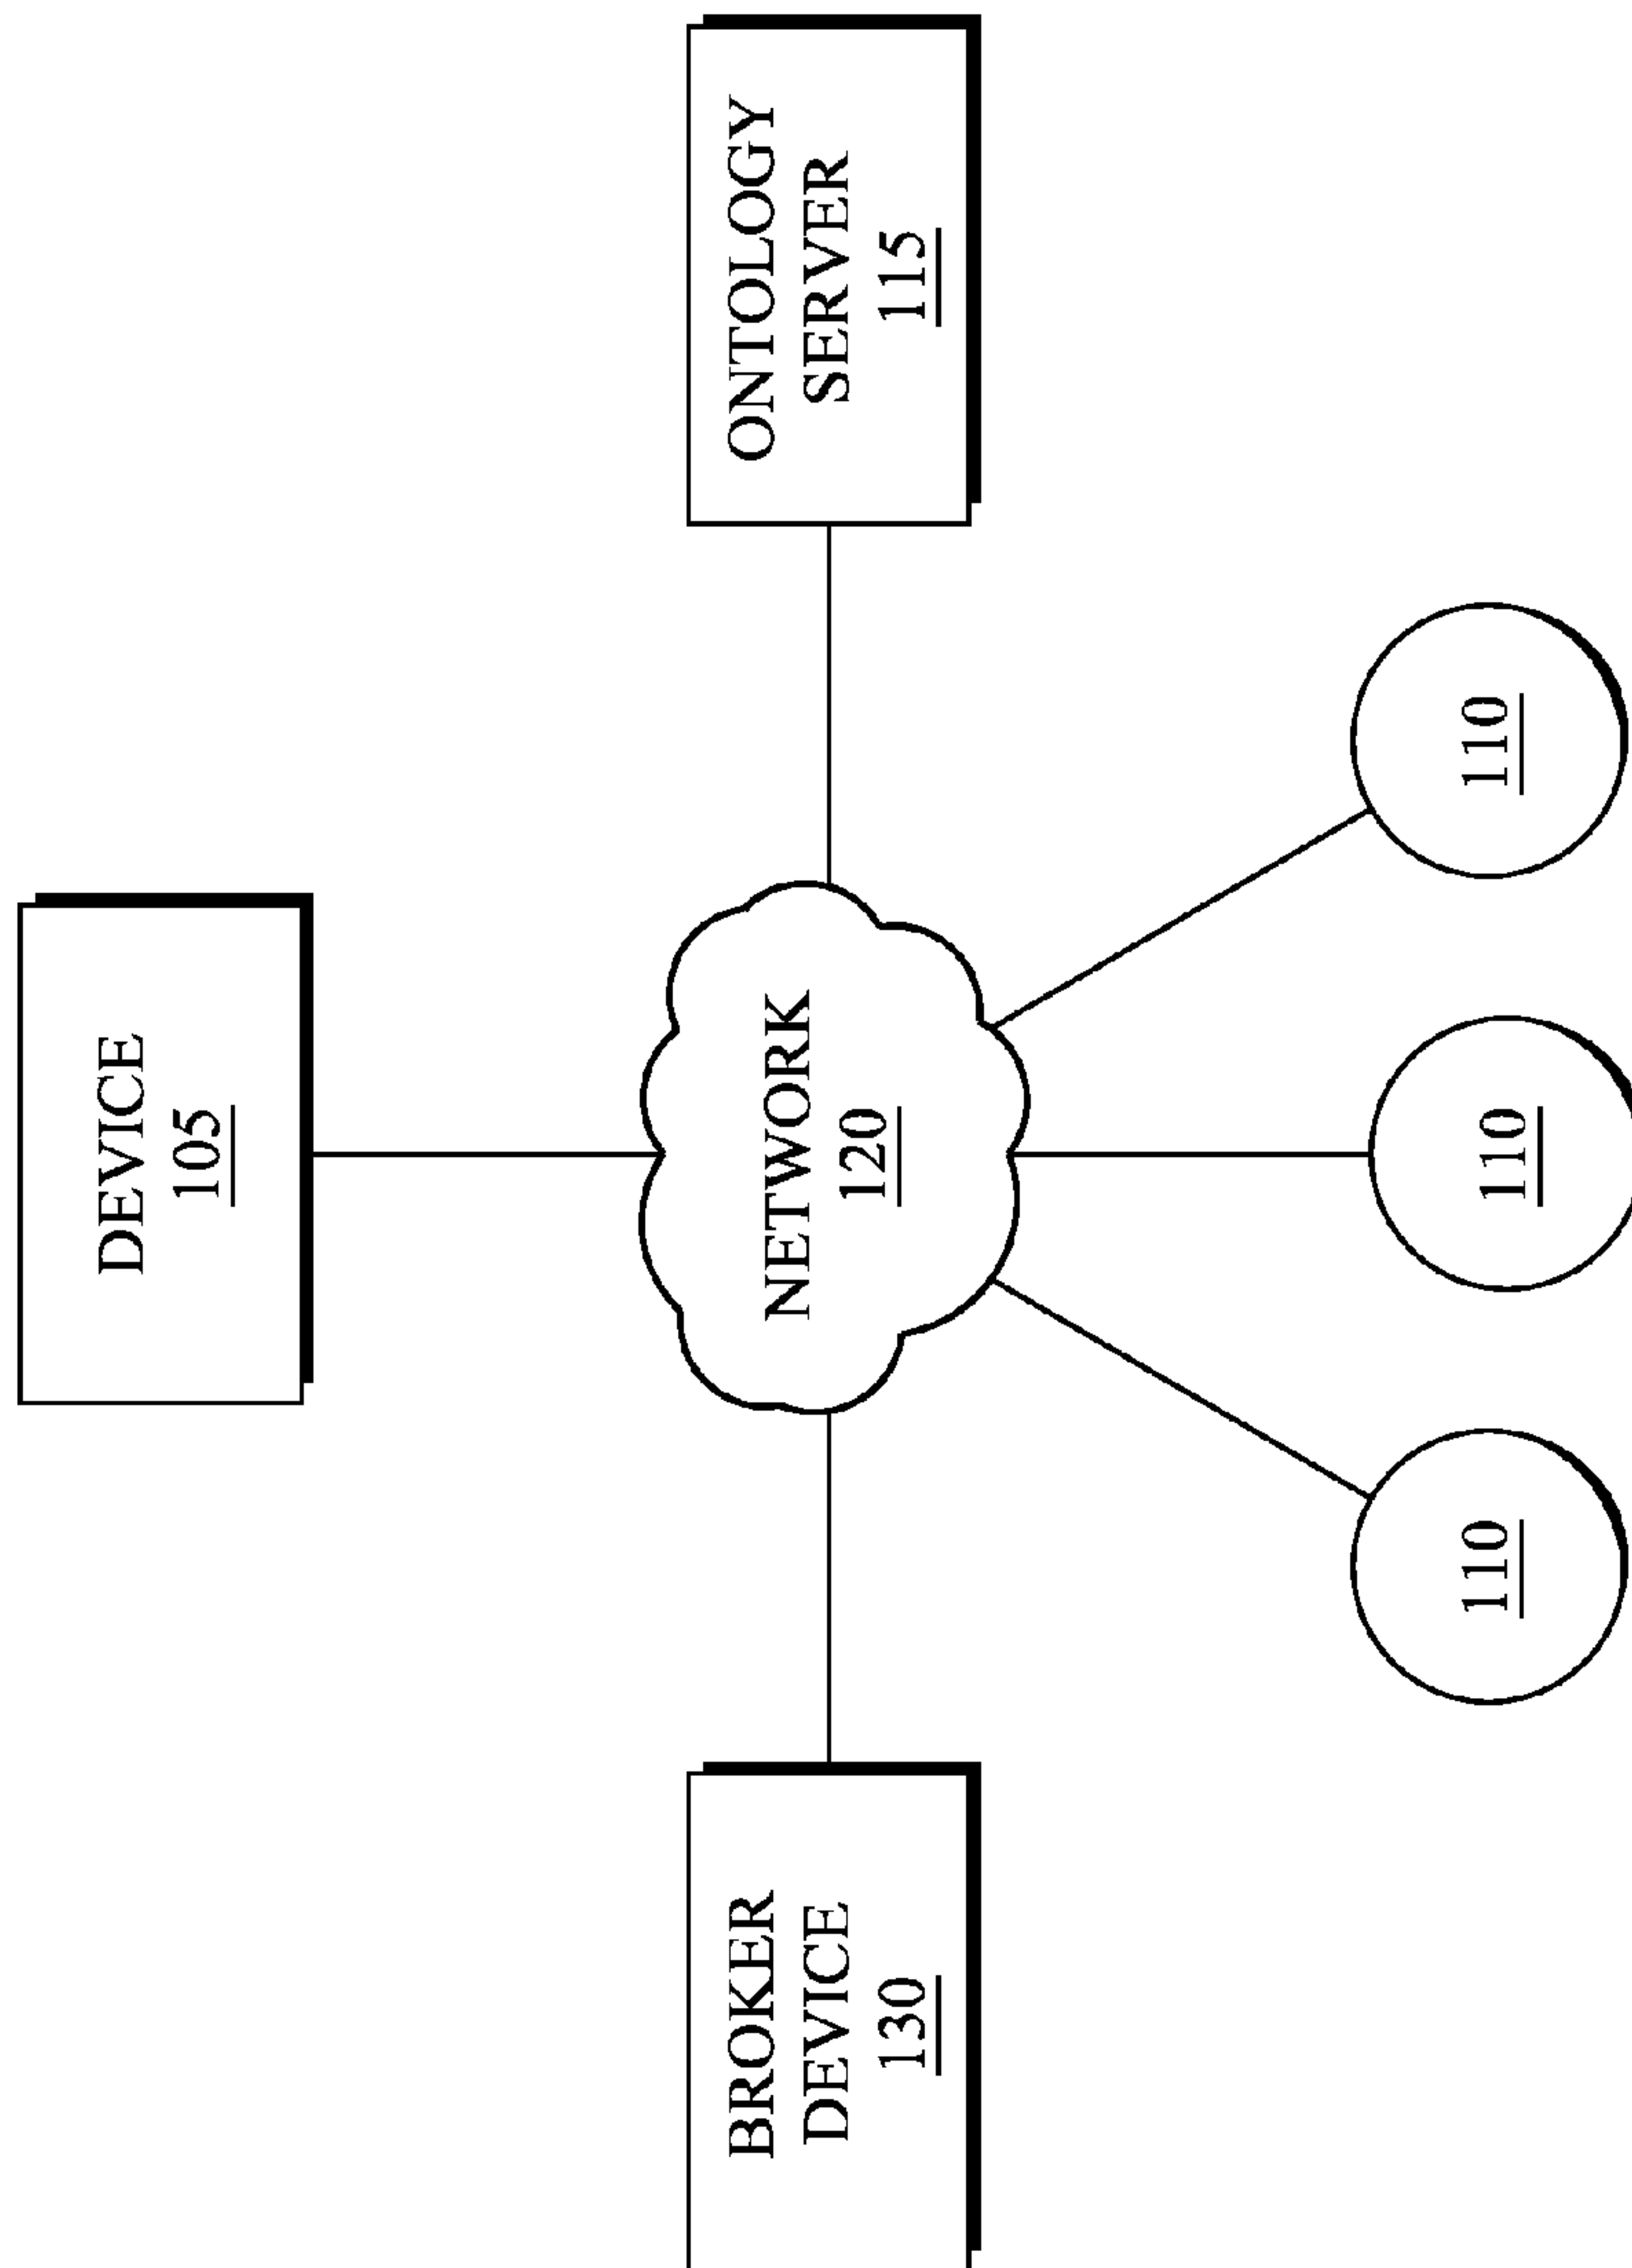 DEVICE
105
BROKER
DEVICE
130
NETWORK
120
ONTOLOGY
SERVER
115
110
110
110